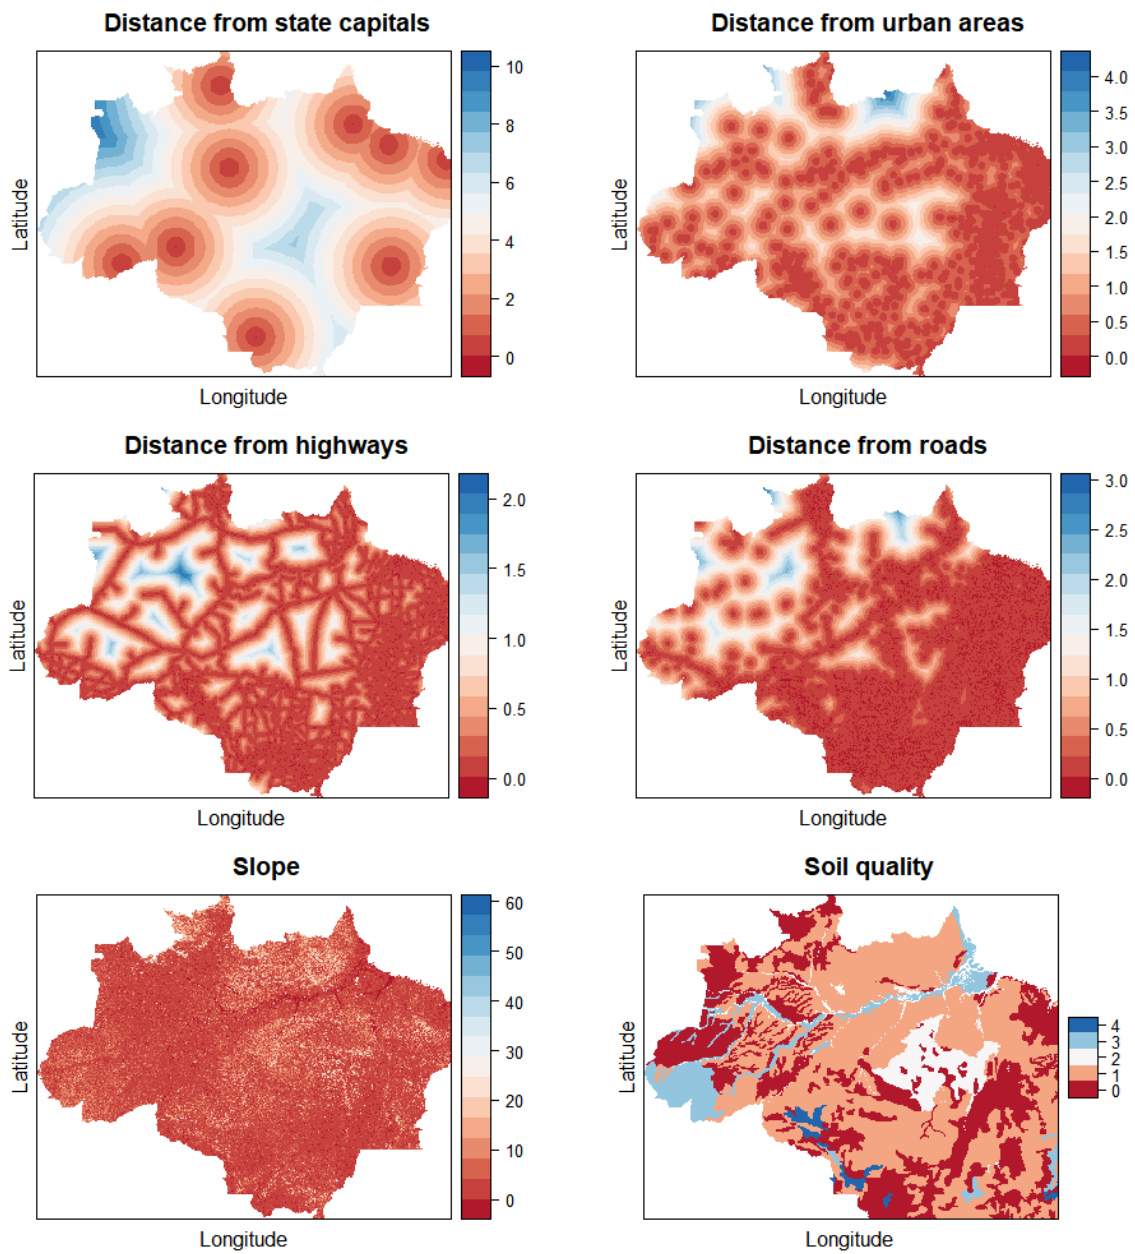 Distance from state capitals
Distance from urban areas
Latitude
10
8
6
4
2
0
Longitude
Latitude
4.0
3.5
3.0
2.5
2.0
1.5
1.0
0.5
0.0
Longitude
Distance from highways
Distance from roads
Latitude
2.0
1.5
1.0
0.5
0.0
Longitude
Latitude
3.0
2.5
2.0
1.5
1.0
0.5
0.0
Longitude
Slope
Soil quality
Latitude
60
50
40
30
20
10
0
Longitude
Latitude
4
3
2
1
0
Longitude